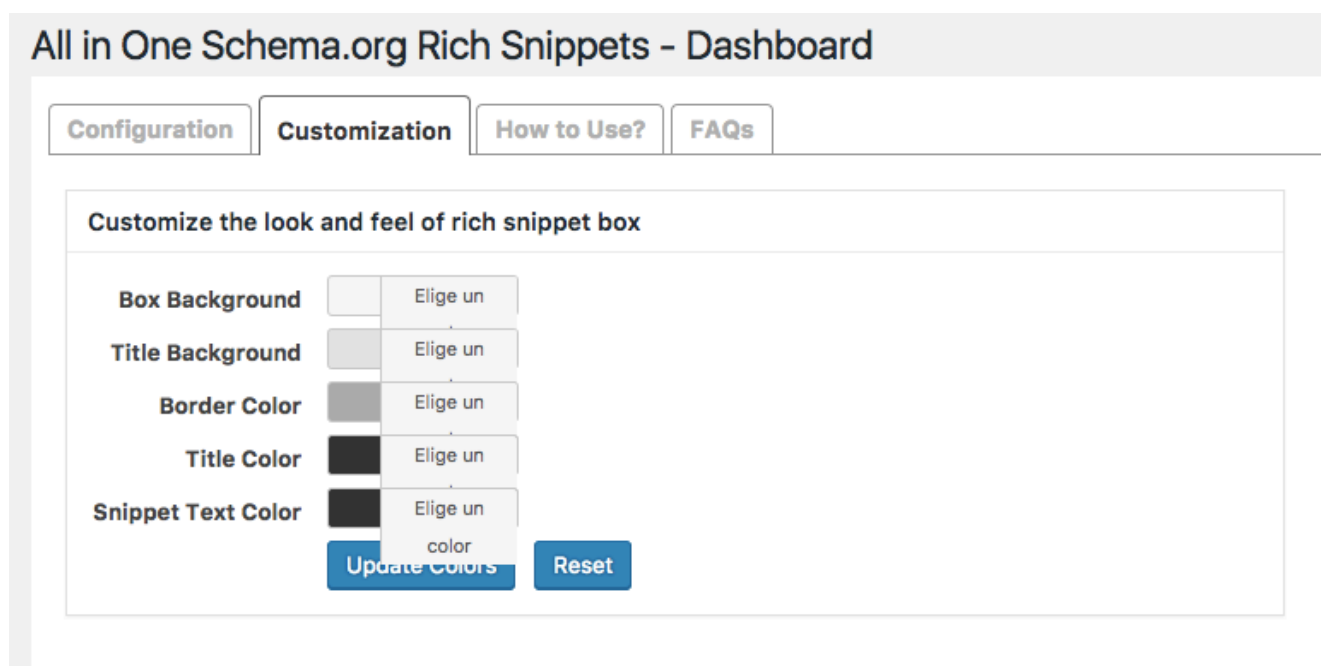 All in One Schema.org Rich Snippets - Dashboard
Configuration Customization How to Use? FAQs
Customize the look and feel of rich snippet box
Box Background Elige un
Title Background Elige un
Border Color Elige un
Title Color Elige un
Snippet Text Color Elige un
color
Update Colors Reset